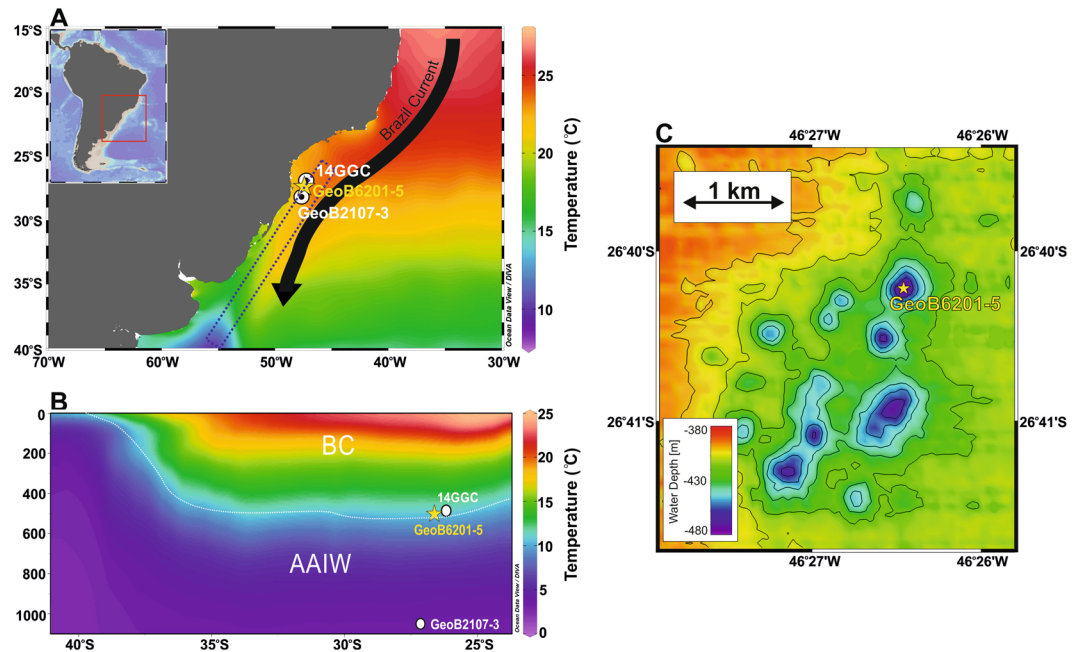 A
15°S
20°S
25°S
30°S
35°S
40°S
70°W
60°W
50°W
40°W
30°W
Brazil Current
14GGC
GeoB6201-5
GeoB2107-3
Ocean Data View / DIVA
25
20
15
10
Temperature (°C)
B
0
200
400
600
800
1000
40°S
35°S
30°S
25°S
BC
AAIW
14GGC
GeoB6201-5
GeoB2107-3
Ocean Data View / DIVA
25
20
15
10
5
0
Temperature (°C)
C
46°27'W
46°26'W
1 km
26°40'S
26°40'S
GeoB6201-5
26°41'S
26°41'S
-380
-430
-480
Water Depth [m]
46°27'W
46°26'W